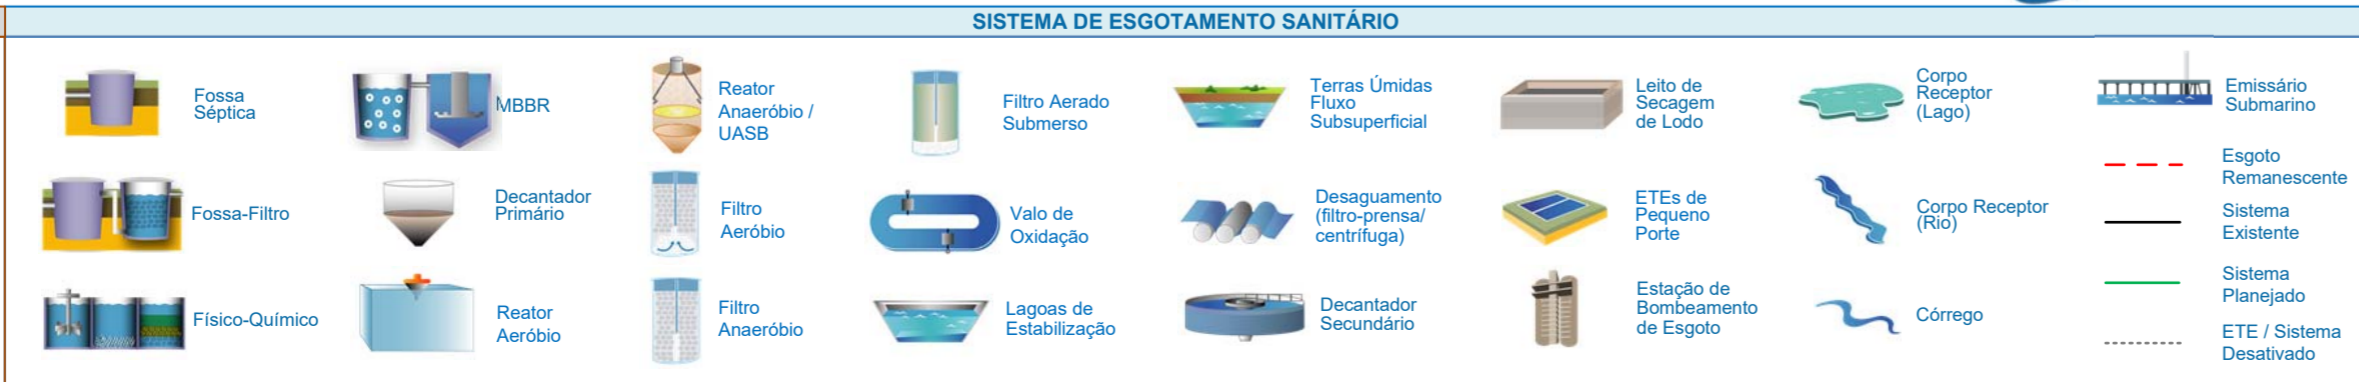 SISTEMA DE ESGOTAMENTO SANITÁRIO
Fossa
Séptica
MBBR
Reator
Anaeróbio /
UASB
Filtro Aerado
Submerso
Terras Úmidas
Fluxo
Subsuperficial
Leito de
Secagem
de Lodo
Corpo
Receptor
(Lago)
Emissário
Submarino
Fossa-Filtro
Decantador
Primário
Filtro
Aeróbio
Valo de
Oxidação
Desaguamento
(filtro-prensa/
centrífuga)
ETEs de
Pequeno
Porte
Corpo Receptor
(Rio)
Esgoto
Remanescente
Sistema
Existente
Físico-Químico
Reator
Aeróbio
Filtro
Anaeróbio
Lagoas de
Estabilização
Decantador
Secundário
Estação de
Bombeamento
de Esgoto
Córrego
Sistema
Planejado
ETE / Sistema
Desativado